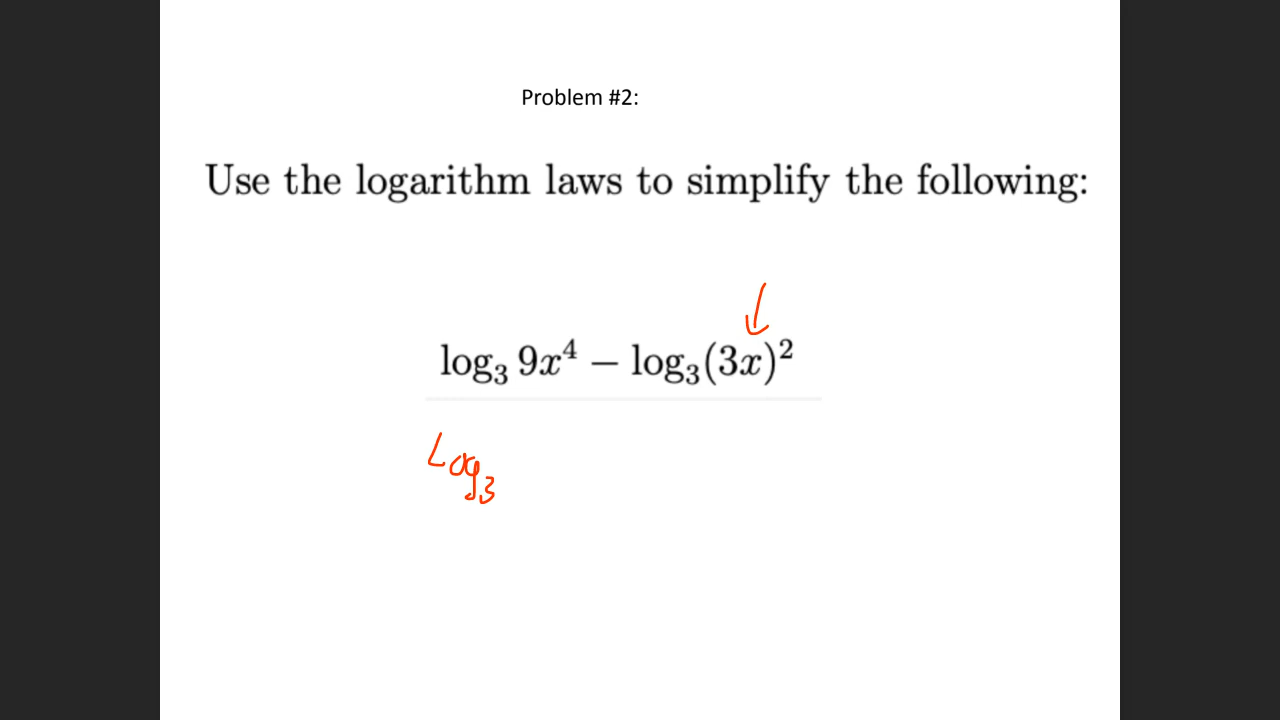 Problem #2:
Use the logarithm laws to simplify the following:
log₃ 9x⁴ − log₃(3x)²
Log₃